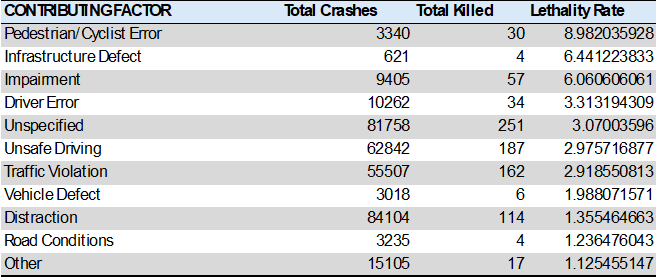 CONTRIBUTING FACTOR Total Crashes Total Killed Lethality Rate
Pedestrian/Cyclist Error 3340 30 8.982035928
Infrastructure Defect 621 4 6.441223833
Impairment 9405 57 6.060606061
Driver Error 10262 34 3.313194309
Unspecified 81758 251 3.07003596
Unsafe Driving 62842 187 2.975716877
Traffic Violation 55507 162 2.918550813
Vehicle Defect 3018 6 1.988071571
Distraction 84104 114 1.355464663
Road Conditions 3235 4 1.236476043
Other 15105 17 1.125455147